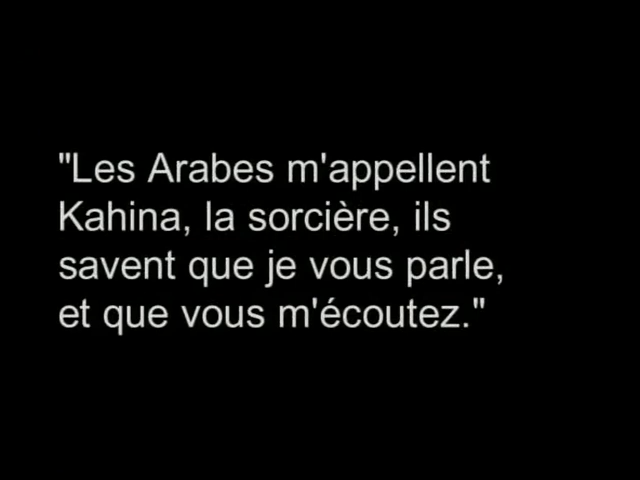 "Les Arabes m'appellent
Kahina, la sorcière, ils
savent que je vous parle,
et que vous m'écoutez."